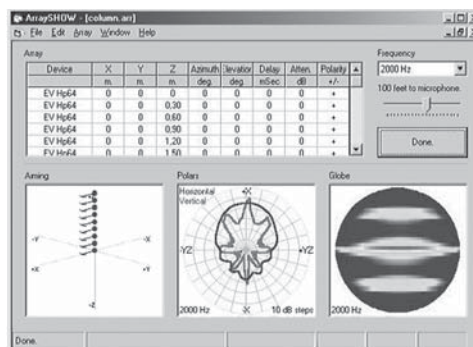 ArraySHOW - [column.arr]
File Edit Array Window Help
Array
Device X Y Z Azimuth Elevation Delay Atten. Polarity
m. m. m. deg. deg. mSec dB +/-
EV Hp64 0 0 0 0 0 0 0 +
EV Hp64 0 0 0,30 0 0 0 0 +
EV Hp64 0 0 0,60 0 0 0 0 +
EV Hp64 0 0 0,90 0 0 0 0 +
EV Hp64 0 0 1,20 0 0 0 0 +
EV Hp64 0 0 1,50 0 0 0 0 +
Frequency
2000 Hz
100 feet to microphone.
Done.
Aiming
-Y
-X
+X
+Y
-Z
Polars
Horizontal
Vertical
+X
-YZ
+YZ
-X
2000 Hz
10 dB steps
Globe
2000 Hz
Done.